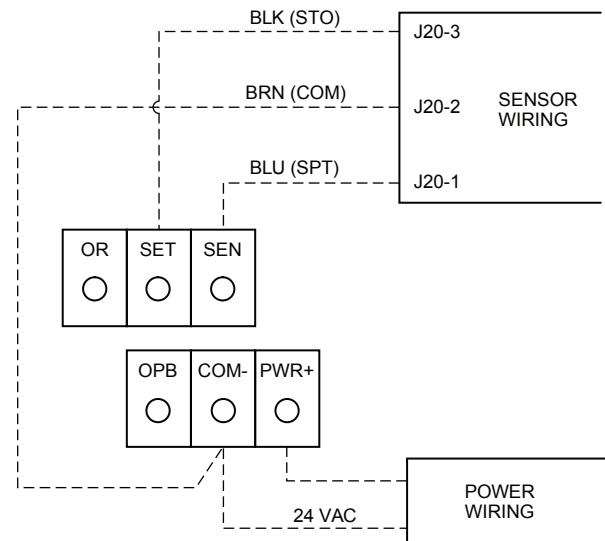 BLK (STO)
J20-3
BRN (COM)
J20-2
SENSOR
WIRING
BLU (SPT)
J20-1
OR SET SEN
OPB COM- PWR+
24 VAC
POWER
WIRING